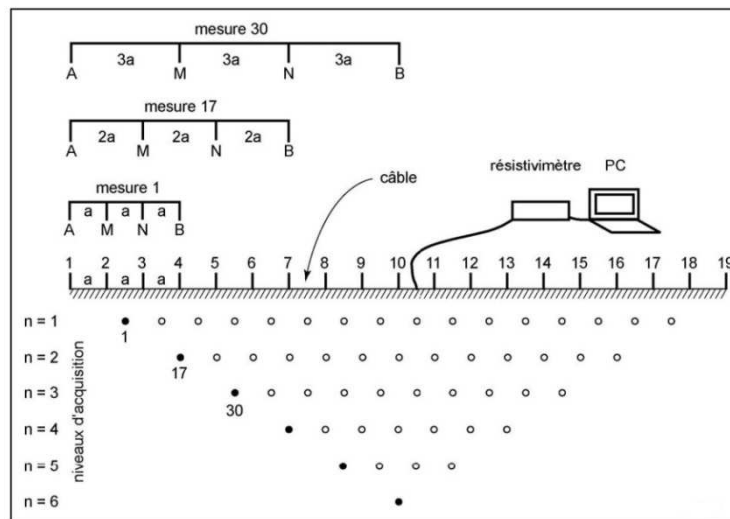 mesure 30
3a 3a 3a
A M N B
mesure 17
2a 2a 2a
A M N B
mesure 1
a a a
A M N B
câble
résistivimètre PC
1 2 3 4 5 6 7 8 9 10 11 12 13 14 15 16 17 18 19
a a a
n = 1
1
n = 2
17
n = 3
30
n = 4
n = 5
n = 6
niveaux d'acquisition